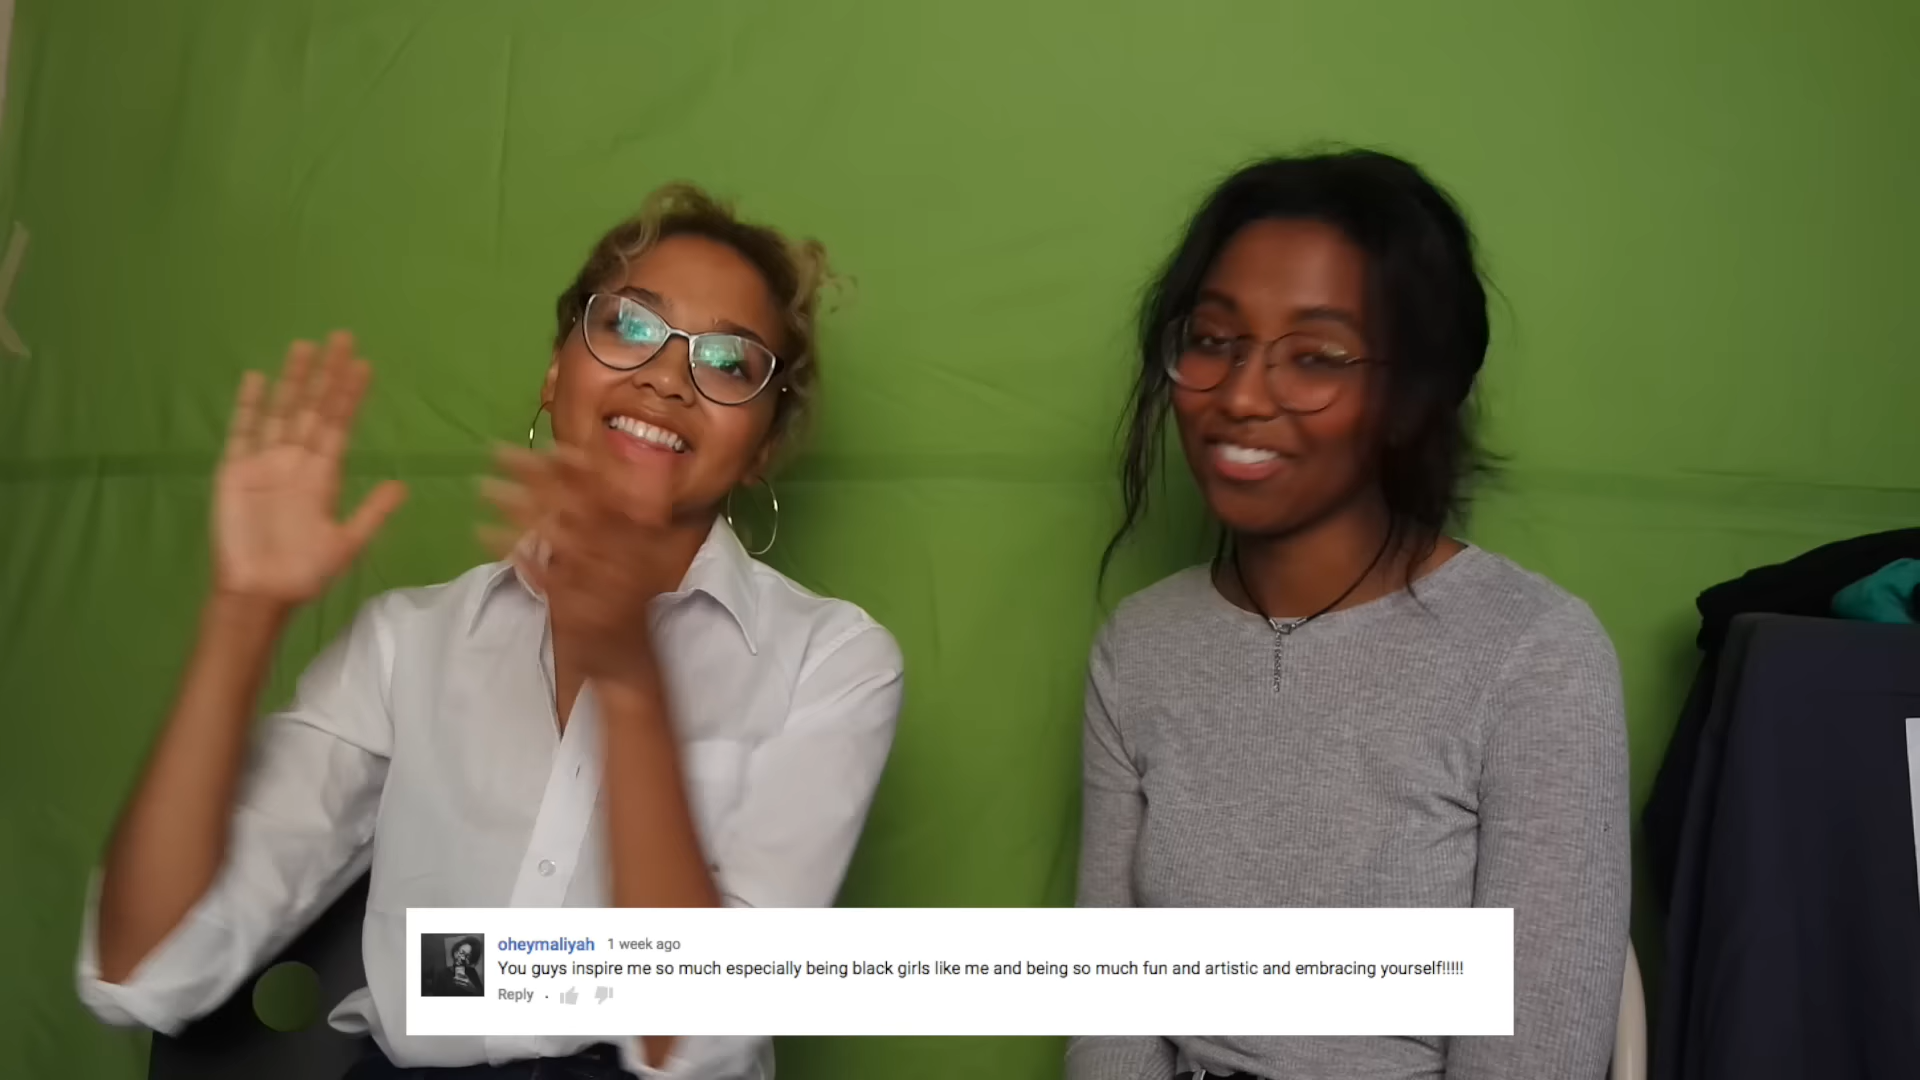 oheymaliyah 1 week ago
You guys inspire me so much especially being black girls like me and being so much fun and artistic and embracing yourself!!!!!
Reply ·